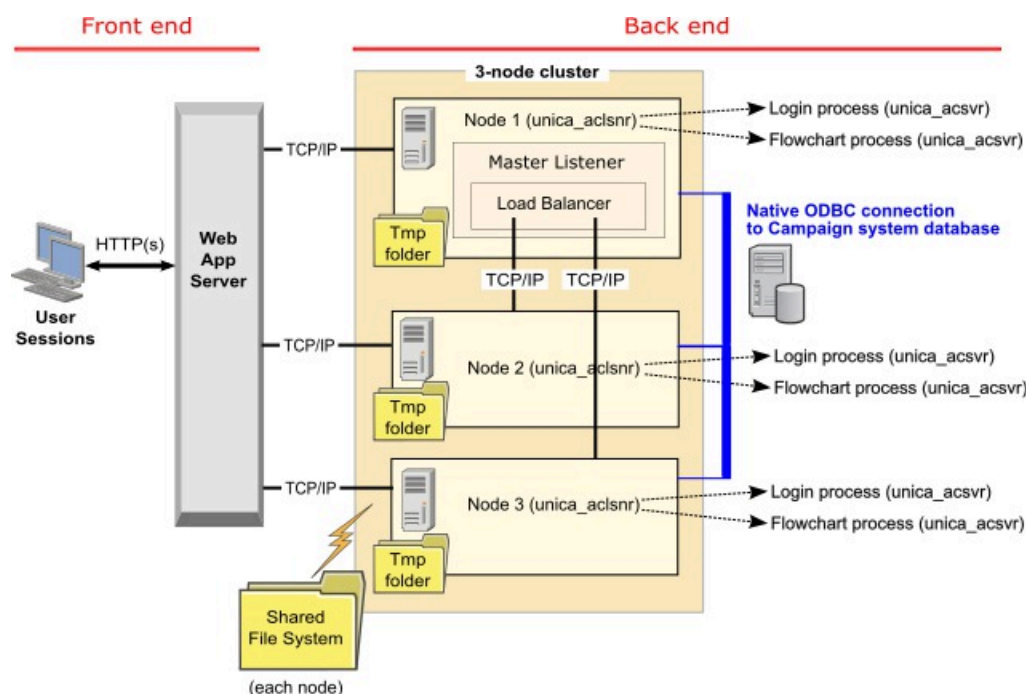 Front end
Back end
3-node cluster
Node 1 (unica_aclsnr)
Login process (unica_acsvr)
Flowchart process (unica_acsvr)
TCP/IP
Master Listener
Load Balancer
Tmp
folder
Native ODBC connection
to Campaign system database
HTTP(s)
Web
App
Server
User
Sessions
TCP/IP
TCP/IP
TCP/IP
Node 2 (unica_aclsnr)
Login process (unica_acsvr)
Flowchart process (unica_acsvr)
Tmp
folder
TCP/IP
Node 3 (unica_aclsnr)
Login process (unica_acsvr)
Flowchart process (unica_acsvr)
Tmp
folder
Shared
File System
(each node)